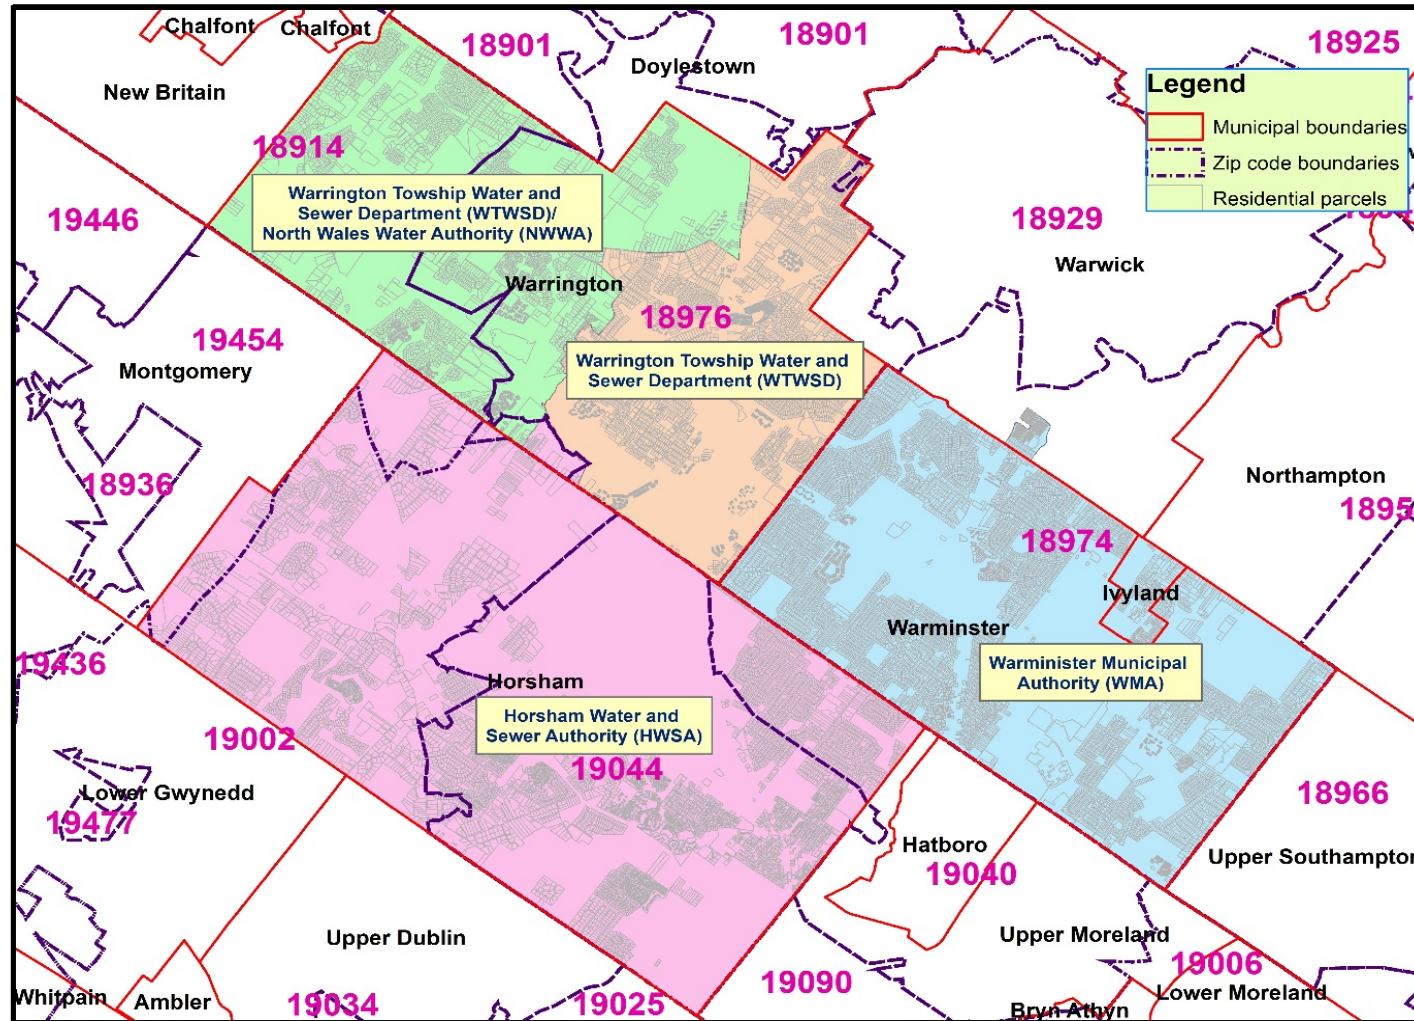 Chalfont
Chalfont
18901
18901
18925
Doylestown
New Britain
Legend
Municipal boundaries
Zip code boundaries
Residential parcels
18914
Warrington Towship Water and
Sewer Department (WTWSD)/
North Wales Water Authority (NWWA)
19446
18929
Warwick
Warrington
18976
19454
Montgomery
Warrington Towship Water and
Sewer Department (WTWSD)
18936
Northampton
1895
18974
Ivyland
Warminster
19436
Warminister Municipal
Authority (WMA)
Horsham
Horsham Water and
Sewer Authority (HWSA)
19002
19044
Lower Gwynedd
18966
19477
Hatboro
Upper Southampton
19040
Upper Dublin
Upper Moreland
19006
19090
Whitpain
Ambler
19034
19025
Lower Moreland
Bryn Athyn